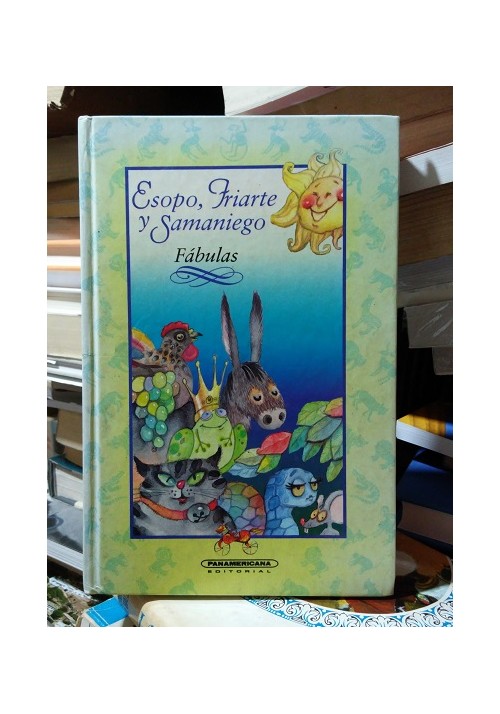 Esopo, Iriarte
y Samaniego
Fábulas
PANAMERICANA
EDITORIAL